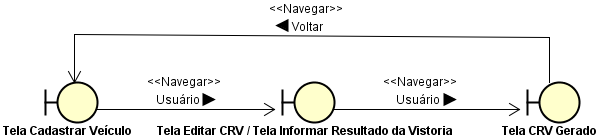 <<Navegar>>
◀ Voltar
<<Navegar>>
Usuário ▶
<<Navegar>>
Usuário ▶
Tela Cadastrar Veículo
Tela Editar CRV / Tela Informar Resultado da Vistoria
Tela CRV Gerado